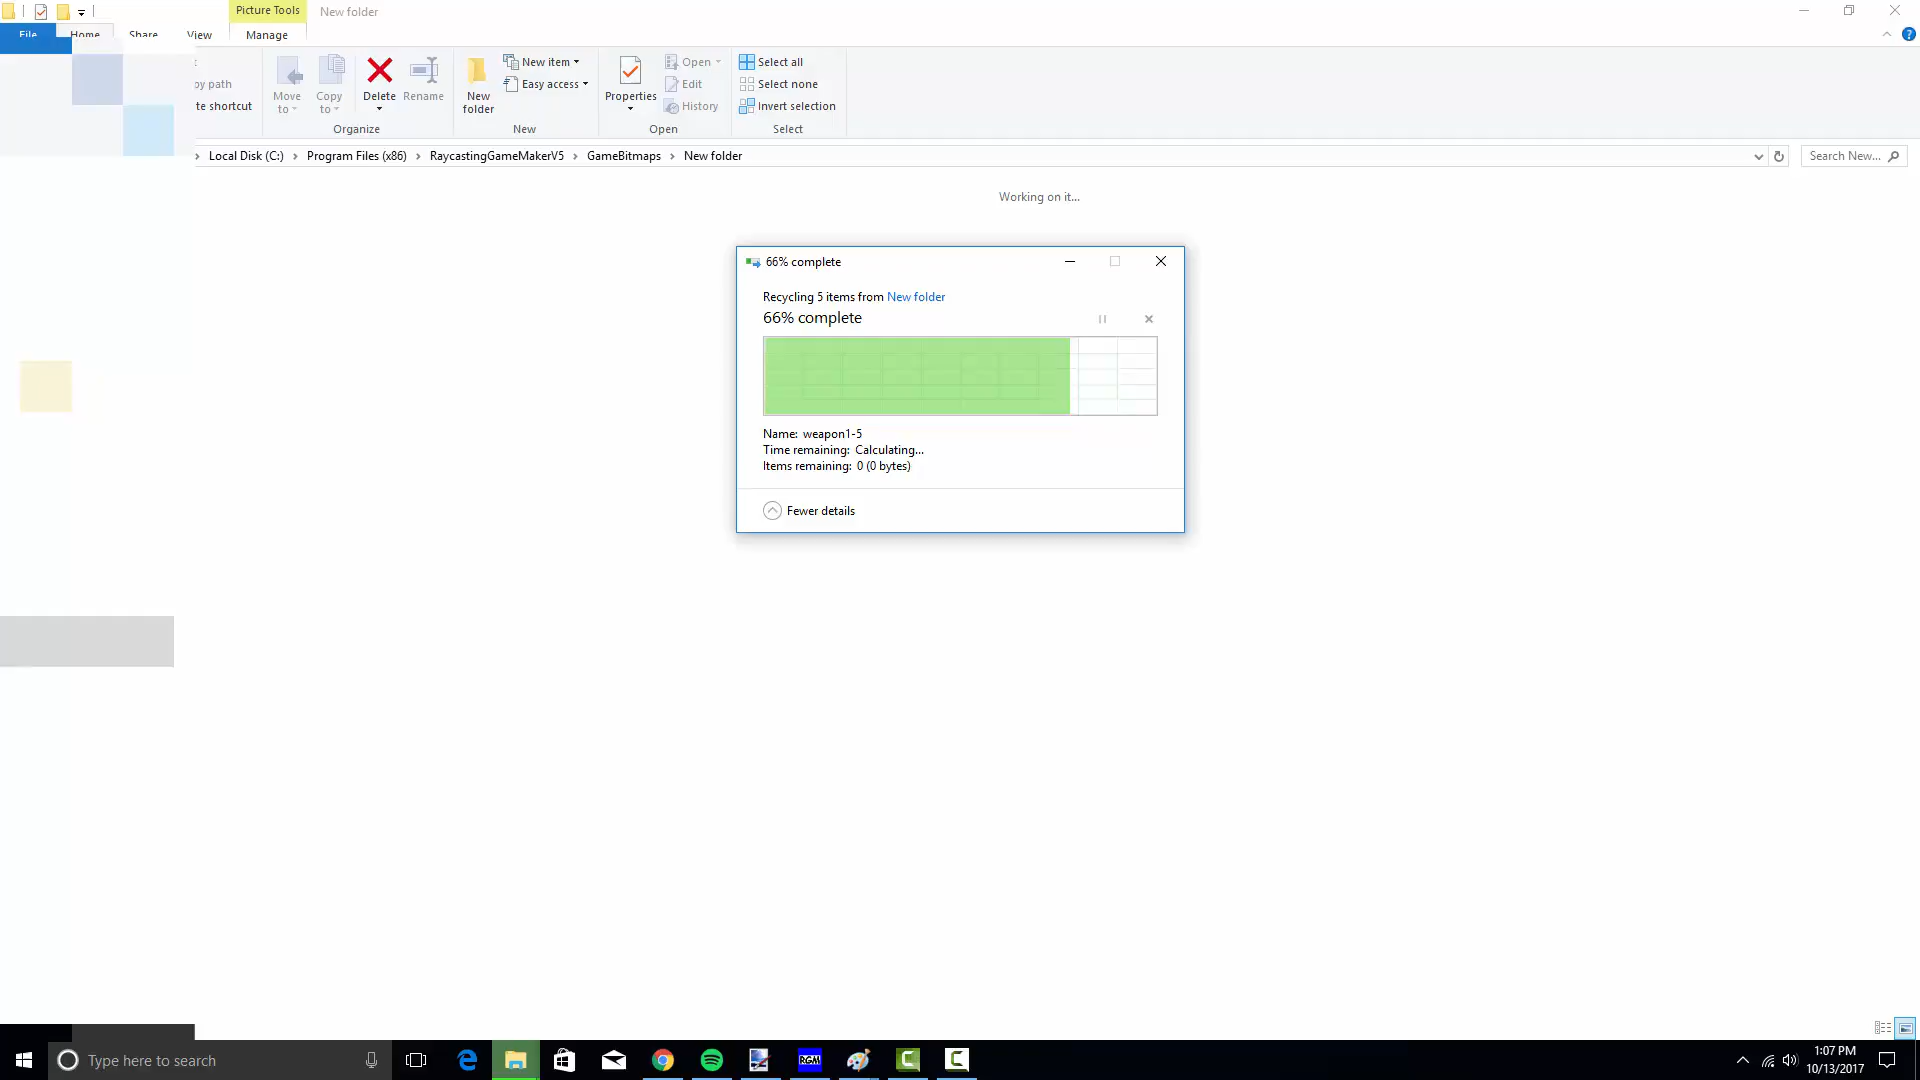 Picture Tools
New folder
File
Home
Share
View
Manage
py path
te shortcut
Move to
Copy to
Delete
Rename
Organize
New folder
New item
Easy access
New
Properties
Open
Edit
History
Open
Select all
Select none
Invert selection
Select
Local Disk (C:) › Program Files (x86) › RaycastingGameMakerV5 › GameBitmaps › New folder
Search New...
Working on it...
66% complete
Recycling 5 items from New folder
66% complete
Name: weapon1-5
Time remaining: Calculating...
Items remaining: 0 (0 bytes)
Fewer details
Type here to search
RGM
1:07 PM
10/13/2017